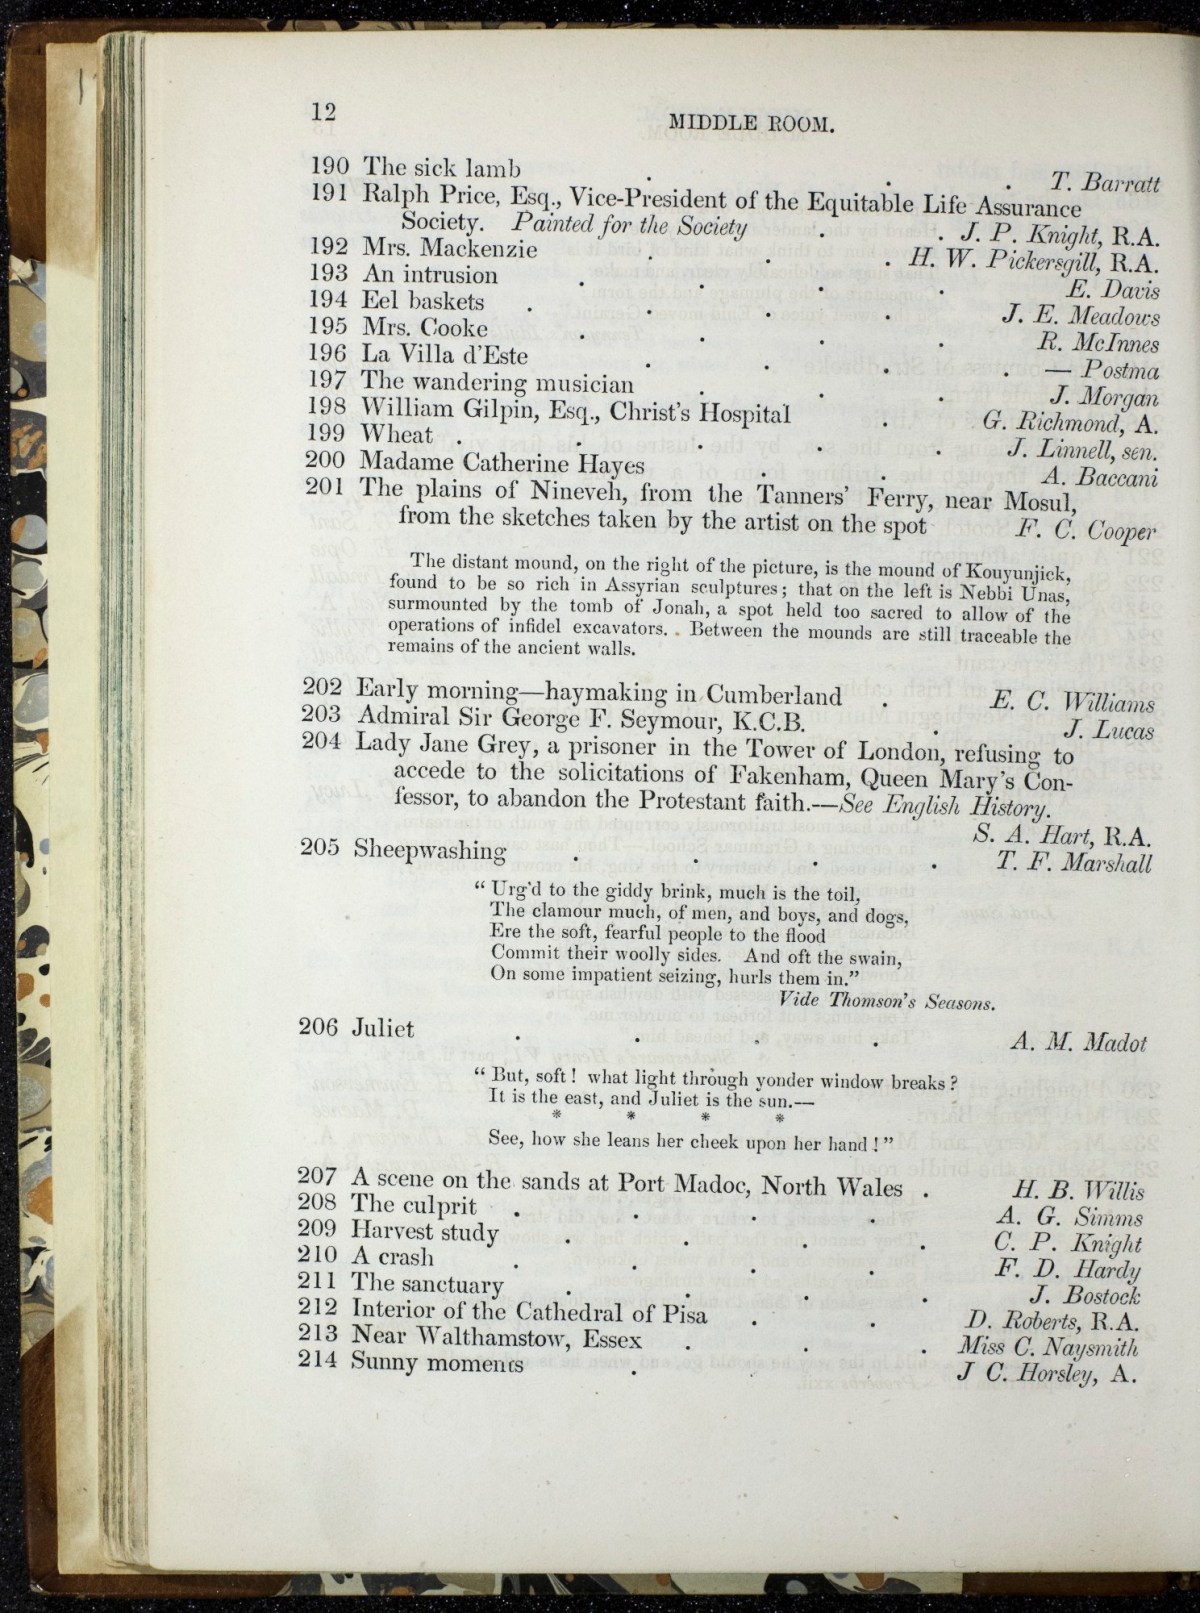 12
MIDDLE ROOM.
190 The sick lamb . . . T. Barratt
191 Ralph Price, Esq., Vice-President of the Equitable Life Assurance
Society. Painted for the Society . . J. P. Knight, R.A.
192 Mrs. Mackenzie . . . H. W. Pickersgill, R.A.
193 An intrusion . . . . E. Davis
194 Eel baskets . . . . J. E. Meadows
195 Mrs. Cooke . . . . R. McInnes
196 La Villa d'Este . . . . — Postma
197 The wandering musician . . . J. Morgan
198 William Gilpin, Esq., Christ's Hospital . G. Richmond, A.
199 Wheat . . . . . J. Linnell, sen.
200 Madame Catherine Hayes . . A. Baccani
201 The plains of Nineveh, from the Tanners' Ferry, near Mosul,
from the sketches taken by the artist on the spot F. C. Cooper
The distant mound, on the right of the picture, is the mound of Kouyunjick,
found to be so rich in Assyrian sculptures; that on the left is Nebbi Unas,
surmounted by the tomb of Jonah, a spot held too sacred to allow of the
operations of infidel excavators. Between the mounds are still traceable the
remains of the ancient walls.
202 Early morning—haymaking in Cumberland . E. C. Williams
203 Admiral Sir George F. Seymour, K.C.B. . J. Lucas
204 Lady Jane Grey, a prisoner in the Tower of London, refusing to
accede to the solicitations of Fakenham, Queen Mary's Con-
fessor, to abandon the Protestant faith.—See English History.
S. A. Hart, R.A.
205 Sheepwashing . . . . T. F. Marshall
“ Urg'd to the giddy brink, much is the toil,
The clamour much, of men, and boys, and dogs,
Ere the soft, fearful people to the flood
Commit their woolly sides. And oft the swain,
On some impatient seizing, hurls them in.”
Vide Thomson's Seasons.
206 Juliet . . . . A. M. Madot
“ But, soft! what light through yonder window breaks?
It is the east, and Juliet is the sun.—
* * * *
See, how she leans her cheek upon her hand!”
207 A scene on the sands at Port Madoc, North Wales . H. B. Willis
208 The culprit . . . . A. G. Simms
209 Harvest study . . . . C. P. Knight
210 A crash . . . . F. D. Hardy
211 The sanctuary . . . . J. Bostock
212 Interior of the Cathedral of Pisa . . D. Roberts, R.A.
213 Near Walthamstow, Essex . . . Miss C. Naysmith
214 Sunny moments . . . J C. Horsley, A.